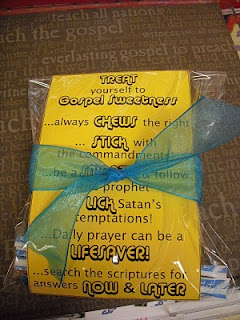 teach all nations.
ch the gospel
everlasting gospel to preach
TREAT
yourself to
Gospel Sweetness
...always CHEWS the right
... STICK with
the commandments!
...be a & follow
prophet
LICK Satan's
temptations!
...Daily prayer can be a
LIFESAVER!
...search the scriptures for
answers NOW & LATER